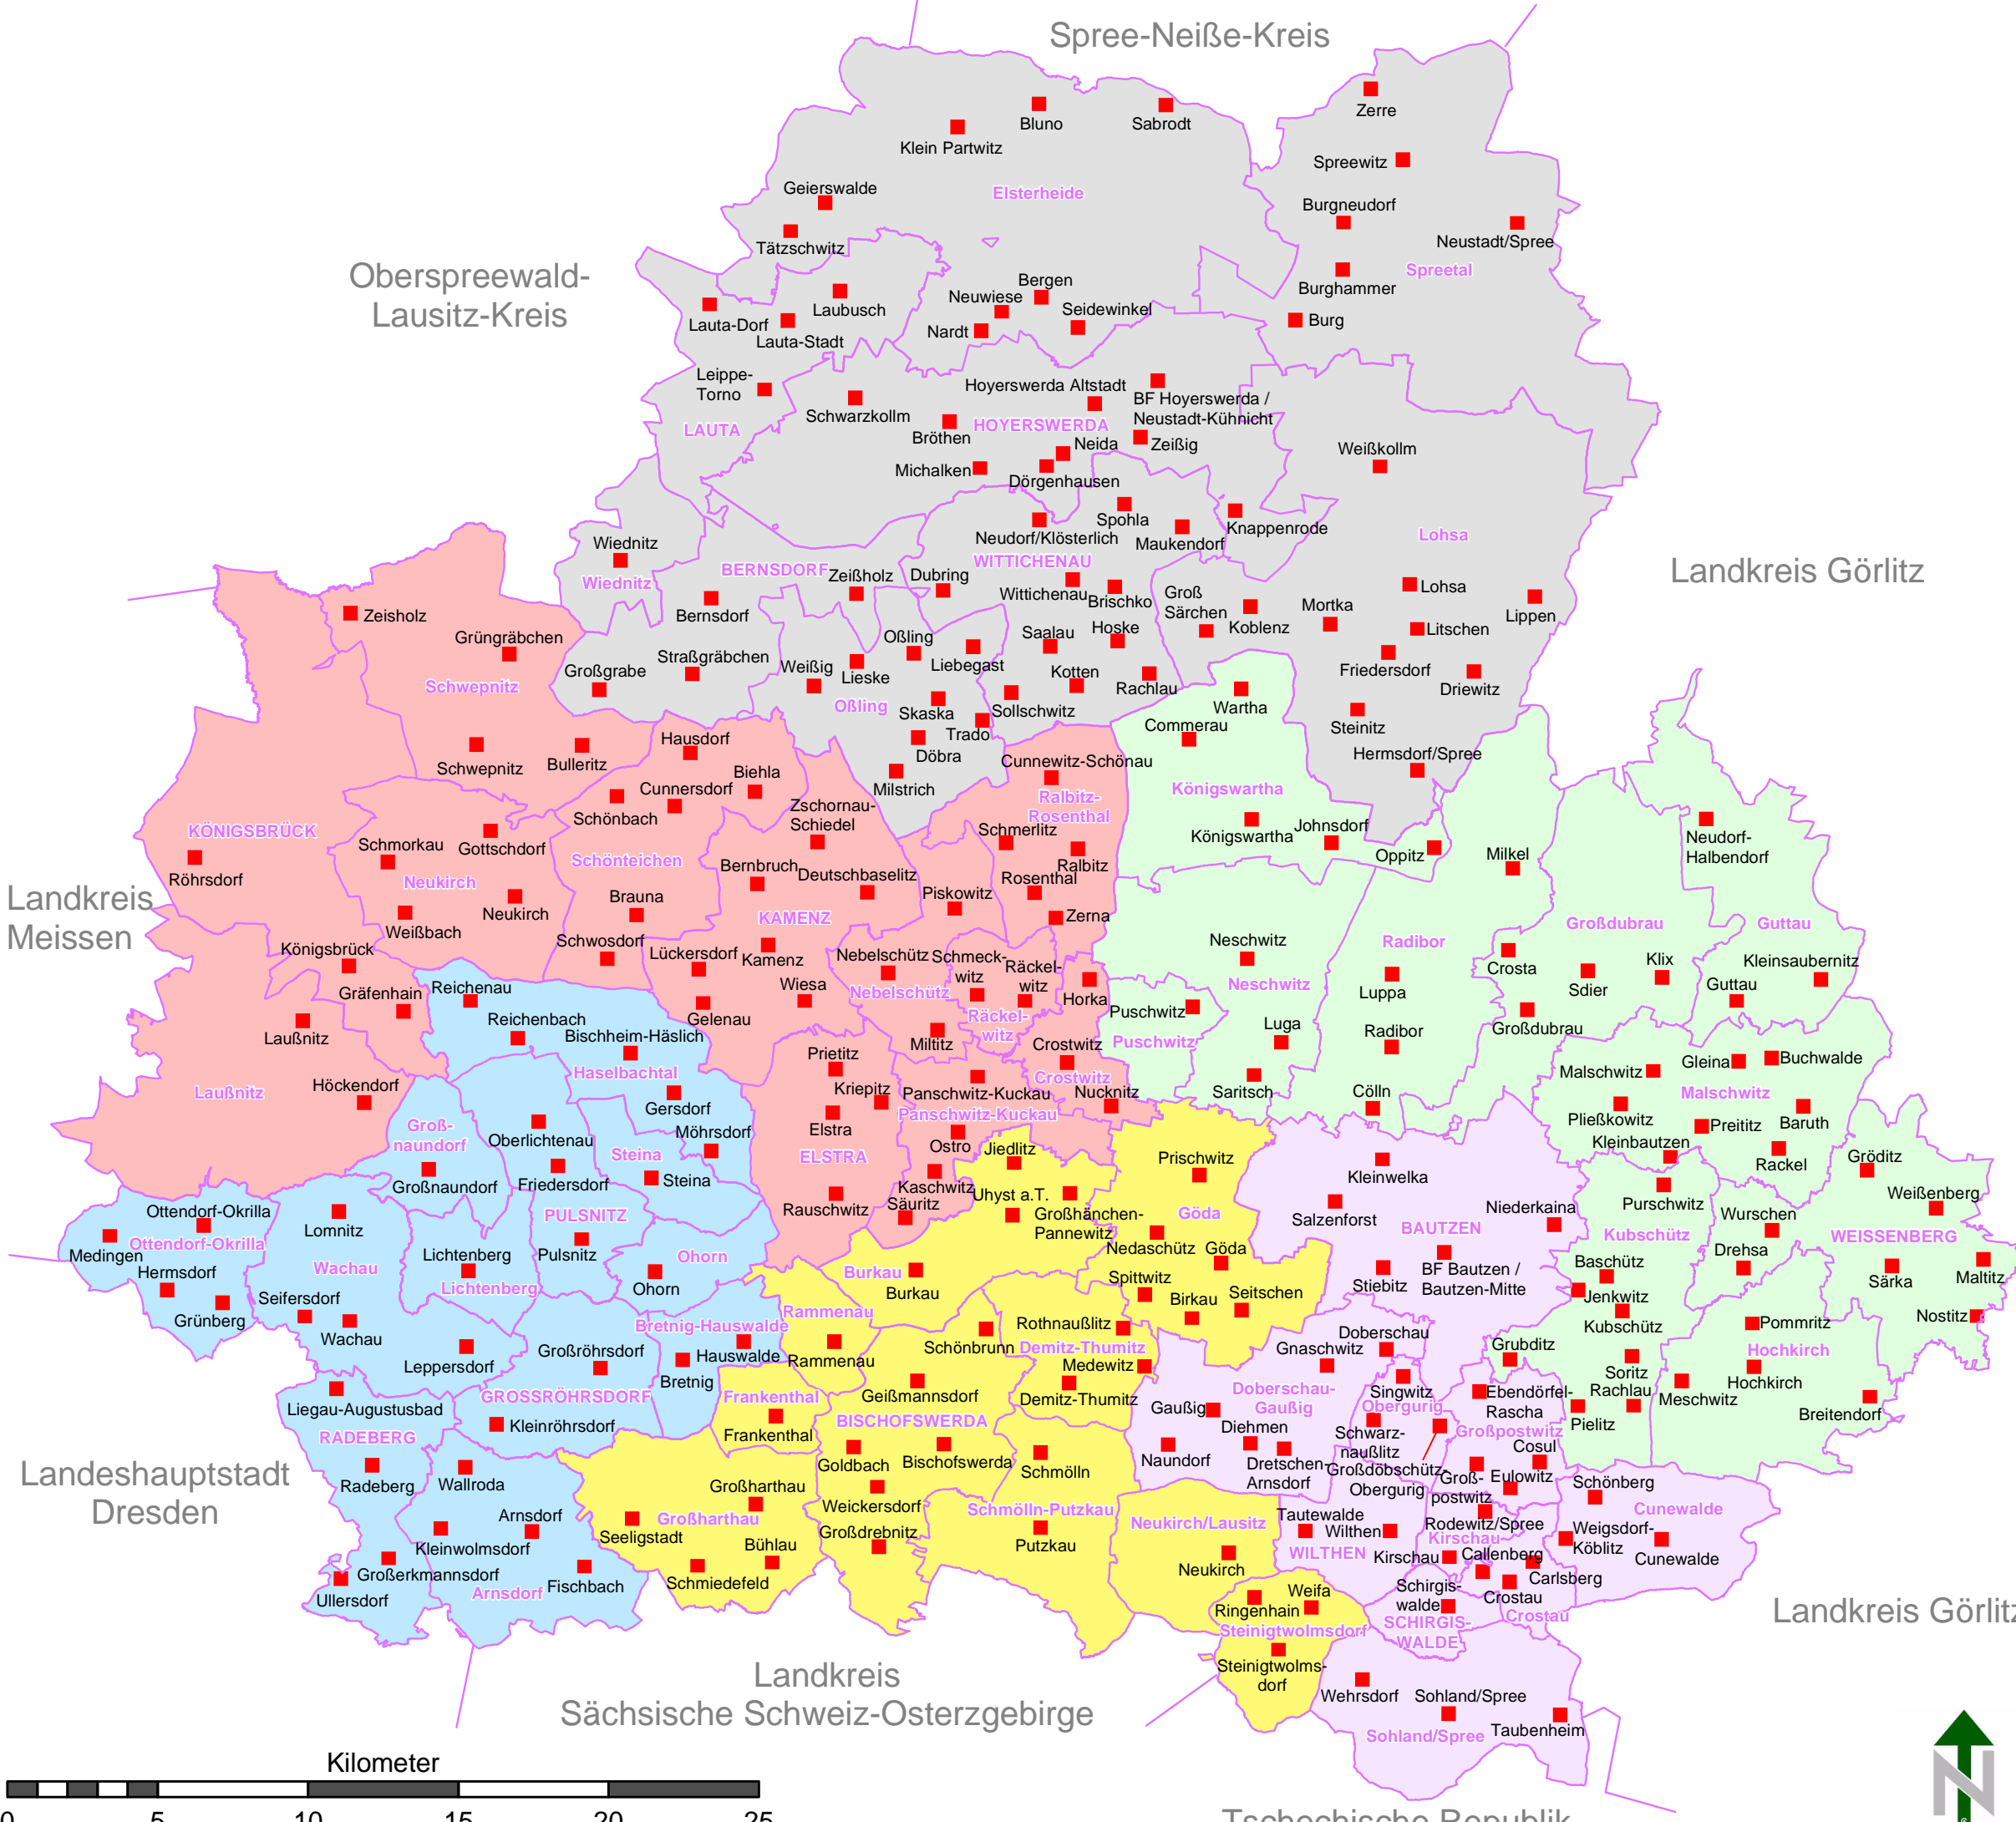 Spree-Neiße-Kreis
Zerre
Bluno
Sabrodt
Klein Partwitz
Spreewitz
Geierswalde
Elsterheide
Burgneudorf
Tätzschwitz
Neustadt/Spree
Oberspreewald-
Lausitz-Kreis
Spreetal
Bergen
Burghammer
Neuwiese
Laubusch
Seidewinkel
Lauta-Dorf
Nardt
Burg
Lauta-Stadt
Leippe-
Torno
Hoyerswerda Altstadt
BF Hoyerswerda /
Neustadt-Kühnicht
Schwarzkollm
HOYERSWERDA
LAUTA
Bröthen
Neida
Zeißig
Weißkollm
Michalken
Dörgenhausen
Spohla
Knappenrode
Neudorf/Klösterlich
Maukendorf
Lohsa
Wiednitz
WITTICHENAU
Landkreis Görlitz
BERNSDORF
Zeißholz
Dubring
Wiednitz
Wittichenau
Brischko
Groß
Särchen
Lohsa
Mortka
Bernsdorf
Koblenz
Lippen
Zeisholz
Grüngräbchen
Oßling
Saalau
Hoske
Litschen
Straßgräbchen
Weißig
Lieske
Liebegast
Friedersdorf
Großgrabe
Kotten
Rachlau
Driewitz
Schwepnitz
Oßling
Skaska
Sollschwitz
Wartha
Commerau
Steinitz
Trado
Hausdorf
Döbra
Hermsdorf/Spree
Schwepnitz
Bulleritz
Cunnewitz-Schönau
Biehla
Cunnersdorf
Milstrich
Königswartha
Ralbitz-
Rosenthal
Zschornau-
Schiedel
Schönbach
KÖNIGSBRÜCK
Schmerlitz
Königswartha
Johnsdorf
Neudorf-
Halbendorf
Schmorkau
Gottschdorf
Schönteichen
Oppitz
Milkel
Bernbruch
Deutschbaselitz
Ralbitz
Röhrsdorf
Neukirch
Rosenthal
Landkreis
Meissen
Brauna
Piskowitz
Neukirch
KAMENZ
Zerna
Großdubrau
Guttau
Weißbach
Schwosdorf
Neschwitz
Radibor
Königsbrück
Lückersdorf
Kamenz
Nebelschütz
Schmeck-
witz
Räckel-
witz
Crosta
Klix
Kleinsaubernitz
Reichenau
Wiesa
Nebelschütz
Horka
Neschwitz
Luppa
Sdier
Guttau
Gräfenhain
Puschwitz
Reichenbach
Gelenau
Räckel-
witz
Laußnitz
Bischheim-Häslich
Miltitz
Puschwitz
Luga
Radibor
Großdubrau
Crostwitz
Prietitz
Gleina
Buchwalde
Haselbachtal
Crostwitz
Malschwitz
Höckendorf
Kriepitz
Panschwitz-Kuckau
Nucknitz
Saritsch
Cölln
Malschwitz
Laußnitz
Gersdorf
Panschwitz-Kuckau
Pließkowitz
Groß-
naundorf
Oberlichtenau
Möhrsdorf
Elstra
Preititz
Baruth
Ostro
Jiedlitz
Kleinbautzen
Steina
ELSTRA
Prischwitz
Rackel
Gröditz
Großnaundorf
Friedersdorf
Steina
Kaschwitz
Kleinwelka
Purschwitz
Weißenberg
Ottendorf-Okrilla
Lomnitz
PULSNITZ
Rauschwitz
Säuritz
Uhyst a.T.
Großhänchen-
Pannewitz
Göda
Salzenforst
Niederkaina
Wurschen
Ottendorf-Okrilla
BAUTZEN
Kubschütz
WEISSENBERG
Medingen
Lichtenberg
Pulsnitz
Ohorn
Nedaschütz
Göda
Drehsa
Hermsdorf
Wachau
Burkau
Stiebitz
BF Bautzen /
Bautzen-Mitte
Baschütz
Särka
Maltitz
Lichtenberg
Ohorn
Burkau
Spittwitz
Seitschen
Jenkwitz
Seifersdorf
Birkau
Nostitz
Grünberg
Rammenau
Kubschütz
Pommritz
Wachau
Bretnig-Hauswalde
Rothnaußlitz
Doberschau
Schönbrunn
Demitz-Thumitz
Gnaschwitz
Grubditz
Hochkirch
Großröhrsdorf
Hauswalde
Rammenau
Medewitz
Leppersdorf
Soritz
Hochkirch
Bretnig
Geißmannsdorf
Demitz-Thumitz
Doberschau-
Gaußig
Singwitz
Ebendörfel-
Rascha
Rachlau
Meschwitz
GROSSRÖHRSDORF
Frankenthal
Obergurig
Liegau-Augustusbad
Gaußig
Pielitz
Breitendorf
BISCHOFSWERDA
Diehmen
Großpostwitz
Kleinröhrsdorf
Frankenthal
Schwarz-
naußlitz
RADEBERG
Cosul
Goldbach
Bischofswerda
Naundorf
Dretschen-
Arnsdorf
Großdöbschütz-
Obergurig
Landeshauptstadt
Dresden
Schmölln
Groß-
postwitz
Eulowitz
Schönberg
Radeberg
Wallroda
Großharthau
Weickersdorf
Cunewalde
Arnsdorf
Schmölln-Putzkau
Neukirch/Lausitz
Tautewalde
Rodewitz/Spree
Seeligstadt
Großharthau
Großdrebnitz
Wilthen
Weigsdorf-
Köblitz
Kirschau
Kleinwolmsdorf
Bühlau
Putzkau
WILTHEN
Kirschau
Callenberg
Cunewalde
Großerkmannsdorf
Fischbach
Schmiedefeld
Neukirch
Carlsberg
Ullersdorf
Arnsdorf
Weifa
Schirgis-
walde
Crostau
Ringenhain
Crostau
Landkreis Görlitz
Steinigtwolmsdorf
SCHIRGIS-
WALDE
Landkreis
Sächsische Schweiz-Osterzgebirge
Steinigtwolms-
dorf
Wehrsdorf
Sohland/Spree
Taubenheim
Sohland/Spree
Kilometer
N
0 5 10 15 20 25
Tschechische Republik